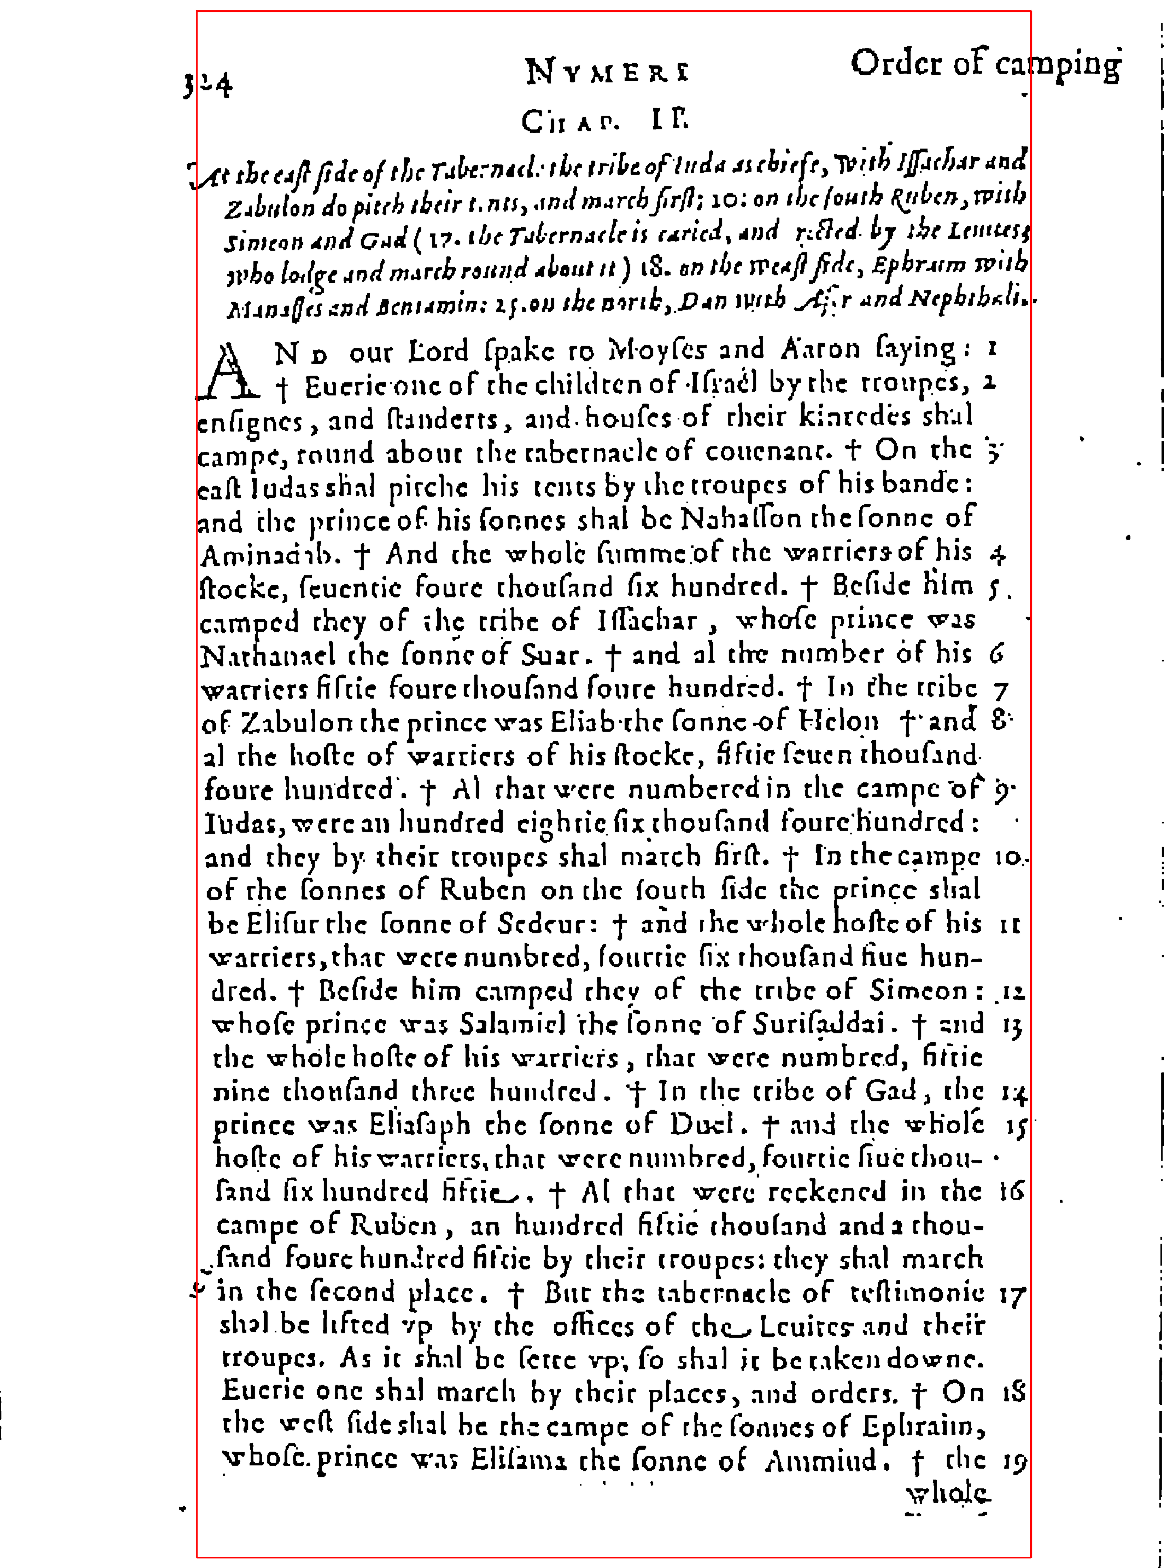 324 NVMERI Order of camping
CHAP. II.
At the east side of the Tabernacl: the tribe of Iuda as chiefe, with Issachar and
Zabulon do pitch their tents, and march first; 10: on the south Ruben, with
Simeon and Gad (17. the Tabernacle is caried, and by the Leuites,
who lodge and march round about it) 18. on the weast side, Ephraim with
Manasses and Beniamin: 25. on the north, Dan with Aser and Nephthali.
AND our Lord ſpake to Moyſes and Aaron ſaying: 1
† Euerie one of the children of Iſraël by the troupes, 2
enſignes, and ſtanderts, and houſes of their kinredes shal
campe, round about the tabernacle of couenant. † On the 3
eaſt Iudas shal pitche his tents by the troupes of his bande:
and the prince of his ſonnes shal be Nahaſſon the ſonne of
Aminadab. † And the whole ſumme of the warriers of his 4
ſtocke, ſeuentie foure thouſand ſix hundred. † Beſide him 5.
camped they of the tribe of Iſſachar, whoſe prince was
Nathanael the ſonne of Suar. † and al the number of his 6
warriers fiftie foure thouſand foure hundred. † In the tribe 7
of Zabulon the prince was Eliab the ſonne of Helon † and 8
al the hoſte of warriers of his ſtocke, fiftie ſeuen thouſand
foure hundred. † Al that were numbered in the campe of 9
Iudas, were an hundred eightie ſix thouſand foure hundred:
and they by their troupes shal march firſt. † In the campe 10.
of the ſonnes of Ruben on the ſouth ſide the prince shal
be Eliſur the ſonne of Sedeur: † and the whole hoſte of his 11
warriers, that were numbred, fourtie ſix thouſand fiue hun-
dred. † Beſide him camped they of the tribe of Simeon: 12
whoſe prince was Salamiel the ſonne of Suriſaddai. † and 13
the whole hoſte of his warriers, that were numbred, fiftie
nine thouſand three hundred. † In the tribe of Gad, the 14
prince was Eliaſaph the ſonne of Duel. † and the whole 15
hoſte of his warriers, that were numbred, fourtie fiue thou-
ſand ſix hundred fiftie. † Al that were reckened in the 16
campe of Ruben, an hundred fiftie thouſand and a thou-
ſand foure hundred fiftie by their troupes: they shal march
in the ſecond place. † But the tabernacle of teſtimonie 17
shal be lifted vp by the offices of the Leuites and their
troupes. As it shal be ſette vp, ſo shal it be taken downe.
Euerie one shal march by their places, and orders. † On 18
the weſt ſide shal be the campe of the ſonnes of Ephraim,
whoſe prince was Eliſama the ſonne of Ammiud. † the 19
whole